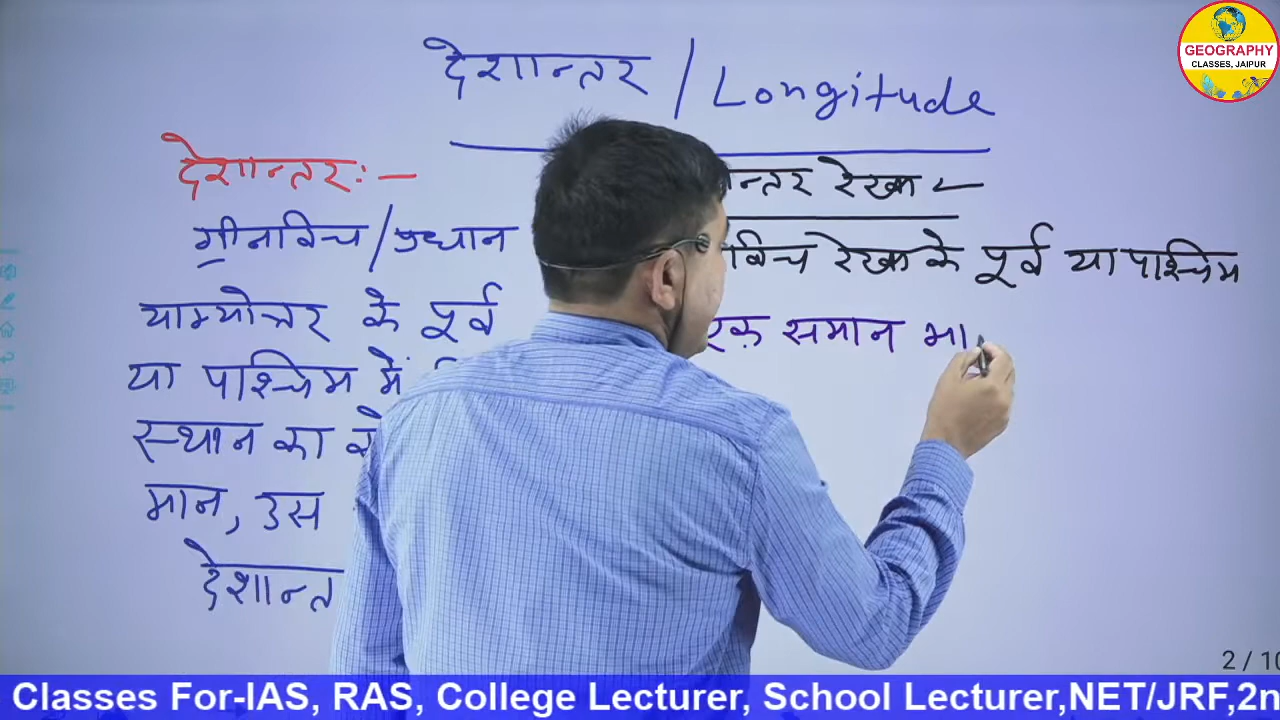 देशान्तर / Longitude
GEOGRAPHY
CLASSES, JAIPUR
देशान्तर :-
ग्रीनविच / प्रधान
याम्योत्तर के पूर्व
या पश्चिम में
स्थान का
मान, उस
देशान्त
न्तर रेखा -
विच रेखा के पूर्व या पश्चिम
एक समान मा
2 / 10
Classes For-IAS, RAS, College Lecturer, School Lecturer,NET/JRF,2n